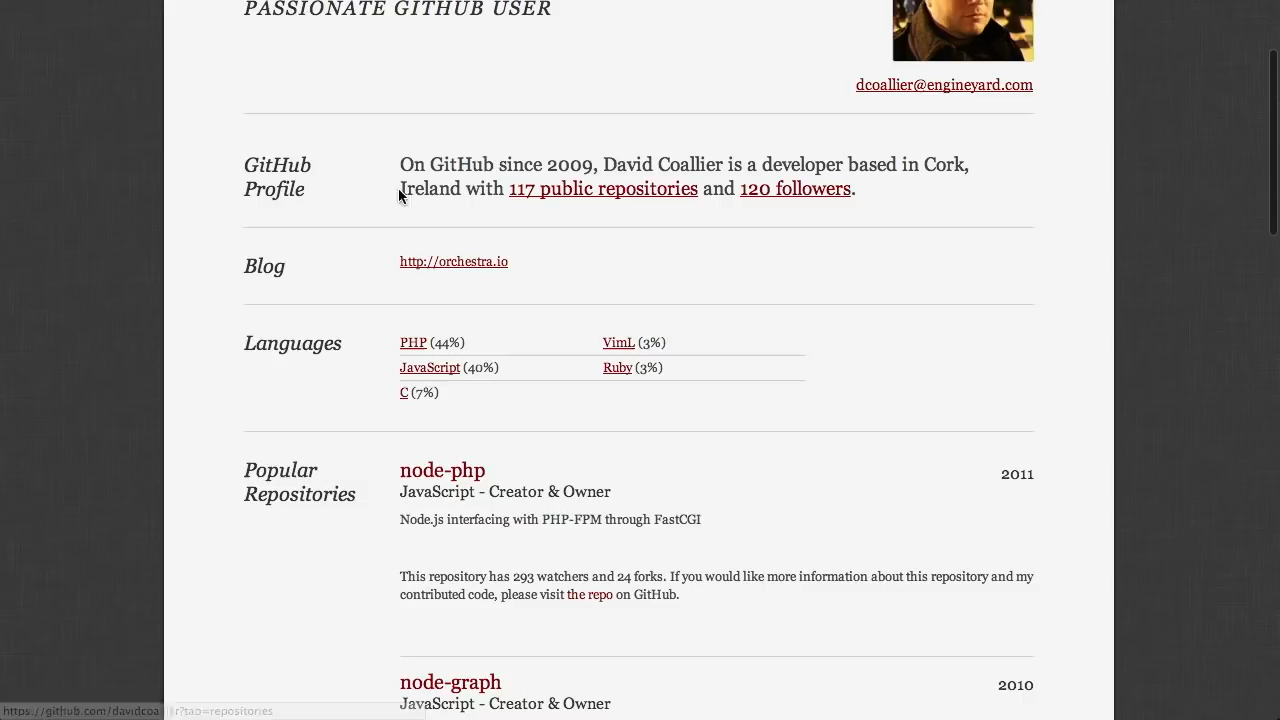 PASSIONATE GITHUB USER
dcoallier@engineyard.com
GitHub
Profile
On GitHub since 2009, David Coallier is a developer based in Cork,
Ireland with 117 public repositories and 120 followers.
Blog
http://orchestra.io
Languages
PHP (44%)
VimL (3%)
JavaScript (40%)
Ruby (3%)
C (7%)
Popular
Repositories
node-php
2011
JavaScript - Creator & Owner
Node.js interfacing with PHP-FPM through FastCGI
This repository has 293 watchers and 24 forks. If you would like more information about this repository and my
contributed code, please visit the repo on GitHub.
node-graph
2010
JavaScript - Creator & Owner